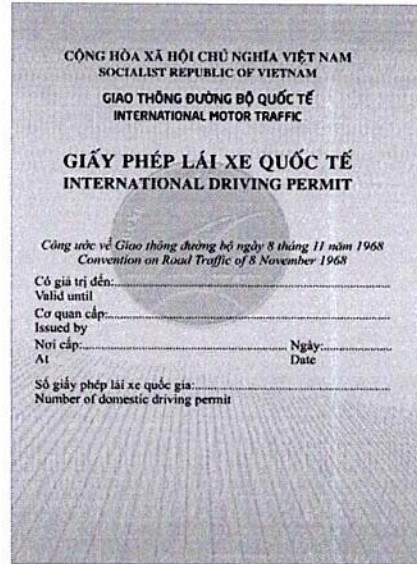 CỘNG HÒA XÃ HỘI CHỦ NGHĨA VIỆT NAM
SOCIALIST REPUBLIC OF VIETNAM
GIAO THÔNG ĐƯỜNG BỘ QUỐC TẾ
INTERNATIONAL MOTOR TRAFFIC
GIẤY PHÉP LÁI XE QUỐC TẾ
INTERNATIONAL DRIVING PERMIT
Công ước về Giao thông đường bộ ngày 8 tháng 11 năm 1968
Convention on Road Traffic of 8 November 1968
Có giá trị đến:
Valid until
Cơ quan cấp:
Issued by
Nơi cấp: Ngày:
At Date
Số giấy phép lái xe quốc gia:
Number of domestic driving permit